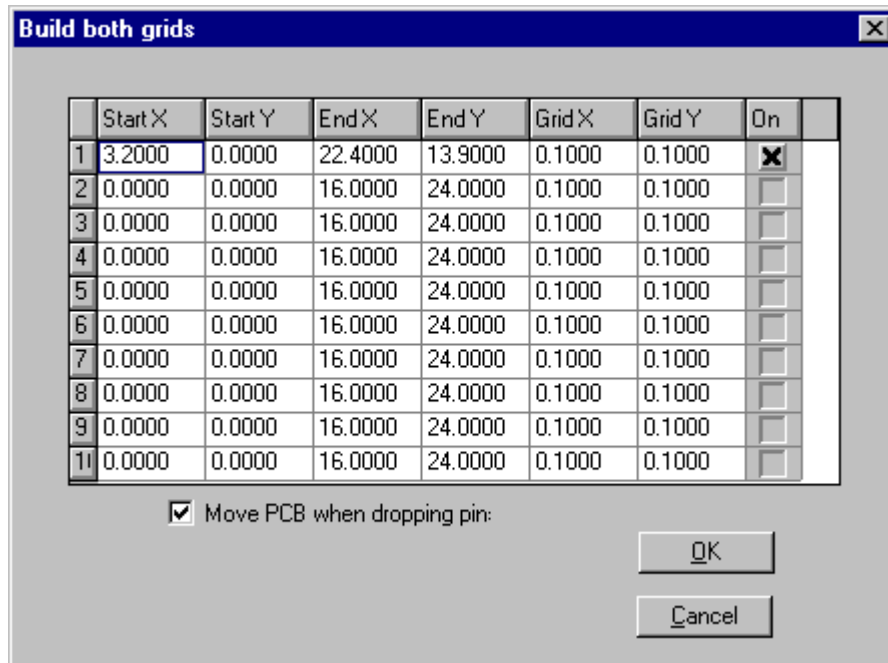 Build both grids
Start X Start Y End X End Y Grid X Grid Y On
1 3.2000 0.0000 22.4000 13.9000 0.1000 0.1000
2 0.0000 0.0000 16.0000 24.0000 0.1000 0.1000
3 0.0000 0.0000 16.0000 24.0000 0.1000 0.1000
4 0.0000 0.0000 16.0000 24.0000 0.1000 0.1000
5 0.0000 0.0000 16.0000 24.0000 0.1000 0.1000
6 0.0000 0.0000 16.0000 24.0000 0.1000 0.1000
7 0.0000 0.0000 16.0000 24.0000 0.1000 0.1000
8 0.0000 0.0000 16.0000 24.0000 0.1000 0.1000
9 0.0000 0.0000 16.0000 24.0000 0.1000 0.1000
10 0.0000 0.0000 16.0000 24.0000 0.1000 0.1000
Move PCB when dropping pin:
OK
Cancel